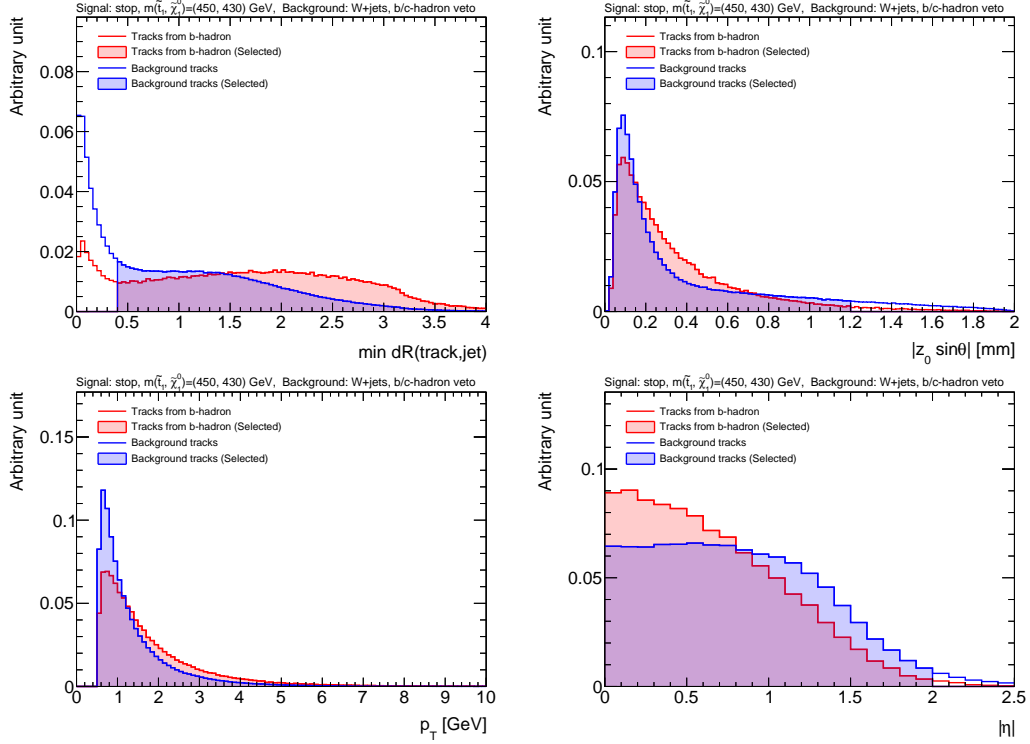 Signal: stop, m(t̃₁, χ̃₁⁰)=(450, 430) GeV, Background: W+jets, b/c-hadron veto
Arbitrary unit
Tracks from b-hadron
Tracks from b-hadron (Selected)
Background tracks
Background tracks (Selected)
0.08
0.06
0.04
0.02
0
0 0.5 1 1.5 2 2.5 3 3.5 4
min dR(track,jet)
Signal: stop, m(t̃₁, χ̃₁⁰)=(450, 430) GeV, Background: W+jets, b/c-hadron veto
Arbitrary unit
Tracks from b-hadron
Tracks from b-hadron (Selected)
Background tracks
Background tracks (Selected)
0.1
0.05
0
0 0.2 0.4 0.6 0.8 1 1.2 1.4 1.6 1.8 2
|z₀ sinθ| [mm]
Signal: stop, m(t̃₁, χ̃₁⁰)=(450, 430) GeV, Background: W+jets, b/c-hadron veto
Arbitrary unit
Tracks from b-hadron
Tracks from b-hadron (Selected)
Background tracks
Background tracks (Selected)
0.15
0.1
0.05
0
0 1 2 3 4 5 6 7 8 9 10
p_T [GeV]
Signal: stop, m(t̃₁, χ̃₁⁰)=(450, 430) GeV, Background: W+jets, b/c-hadron veto
Arbitrary unit
Tracks from b-hadron
Tracks from b-hadron (Selected)
Background tracks
Background tracks (Selected)
0.1
0.05
0
0 0.5 1 1.5 2 2.5
|η|